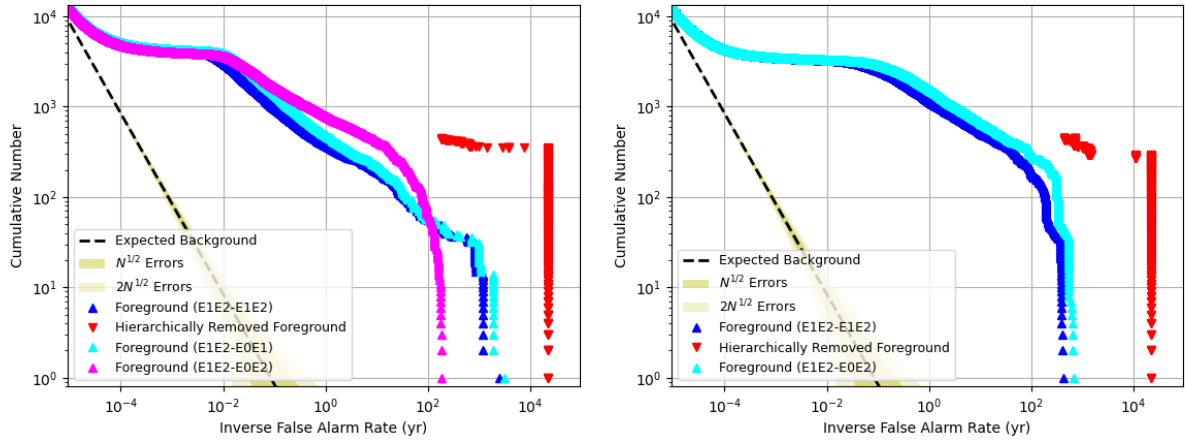 10^4
10^3
10^2
10^1
10^0
Cumulative Number
Expected Background
N^{1/2} Errors
2N^{1/2} Errors
Foreground (E1E2-E1E2)
Hierarchically Removed Foreground
Foreground (E1E2-E0E1)
Foreground (E1E2-E0E2)
10^{-4} 10^{-2} 10^0 10^2 10^4
Inverse False Alarm Rate (yr)
10^4
10^3
10^2
10^1
10^0
Cumulative Number
Expected Background
N^{1/2} Errors
2N^{1/2} Errors
Foreground (E1E2-E1E2)
Hierarchically Removed Foreground
Foreground (E1E2-E0E2)
10^{-4} 10^{-2} 10^0 10^2 10^4
Inverse False Alarm Rate (yr)